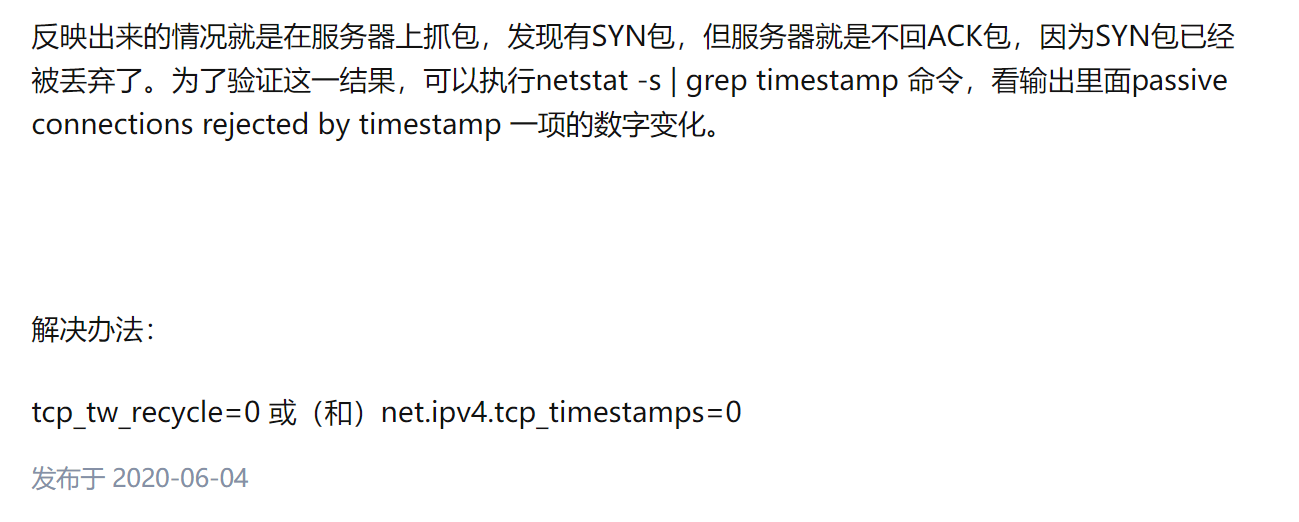 反映出来的情况就是在服务器上抓包，发现有SYN包，但服务器就是不回ACK包，因为SYN包已经
被丢弃了。为了验证这一结果，可以执行netstat -s | grep timestamp 命令，看输出里面passive
connections rejected by timestamp 一项的数字变化。
解决办法：
tcp_tw_recycle=0 或（和）net.ipv4.tcp_timestamps=0
发布于 2020-06-04